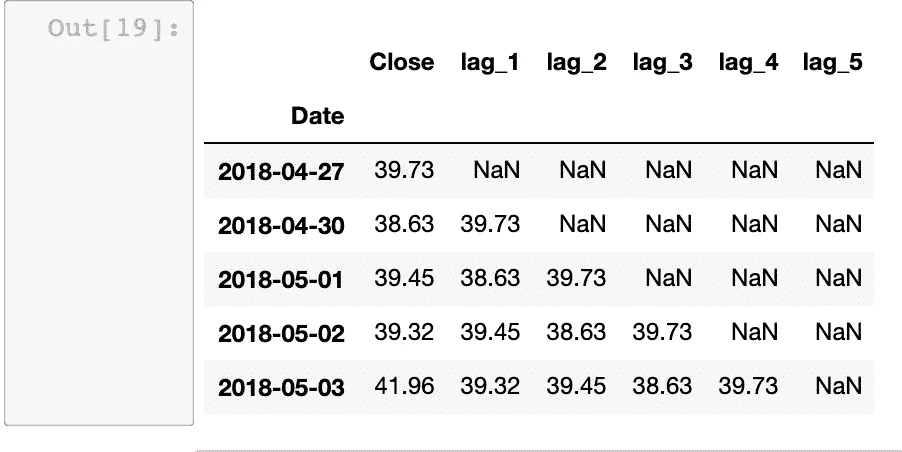 Out[19]:
Close lag_1 lag_2 lag_3 lag_4 lag_5
Date
2018-04-27 39.73 NaN NaN NaN NaN NaN
2018-04-30 38.63 39.73 NaN NaN NaN NaN
2018-05-01 39.45 38.63 39.73 NaN NaN NaN
2018-05-02 39.32 39.45 38.63 39.73 NaN NaN
2018-05-03 41.96 39.32 39.45 38.63 39.73 NaN